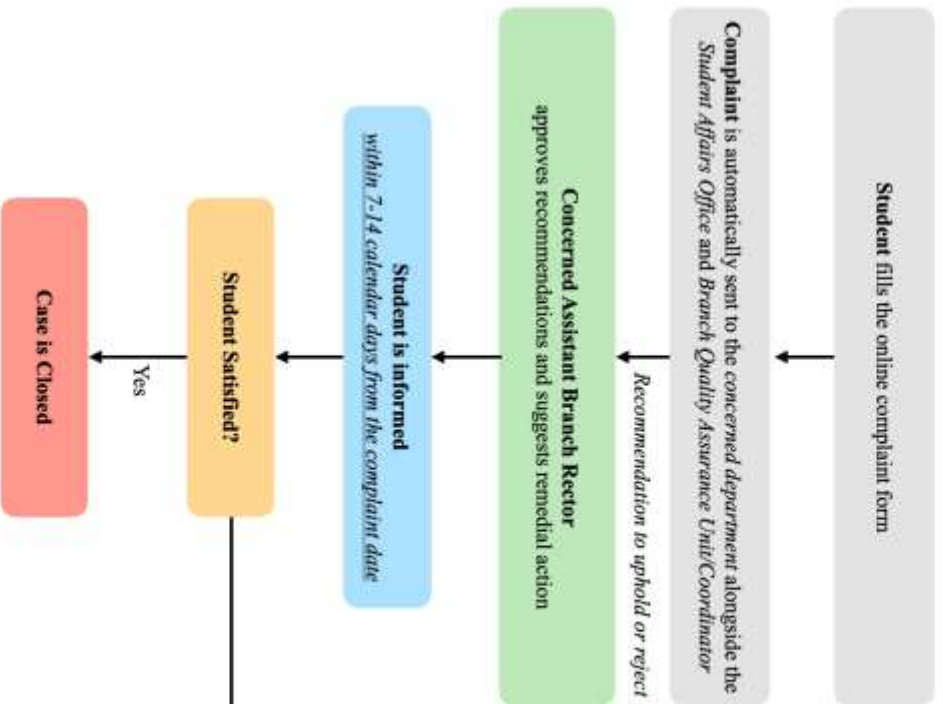 Student fills the online complaint form
Complaint is automatically sent to the concerned department alongside the
Student Affairs Office and Branch Quality Assurance Unit/Coordinator
Recommendation to uphold or reject
Concerned Assistant Branch Rector
approves recommendations and suggests remedial action
Student is informed
within 7-14 calendar days from the complaint date
Student Satisfied?
Yes
Case is Closed